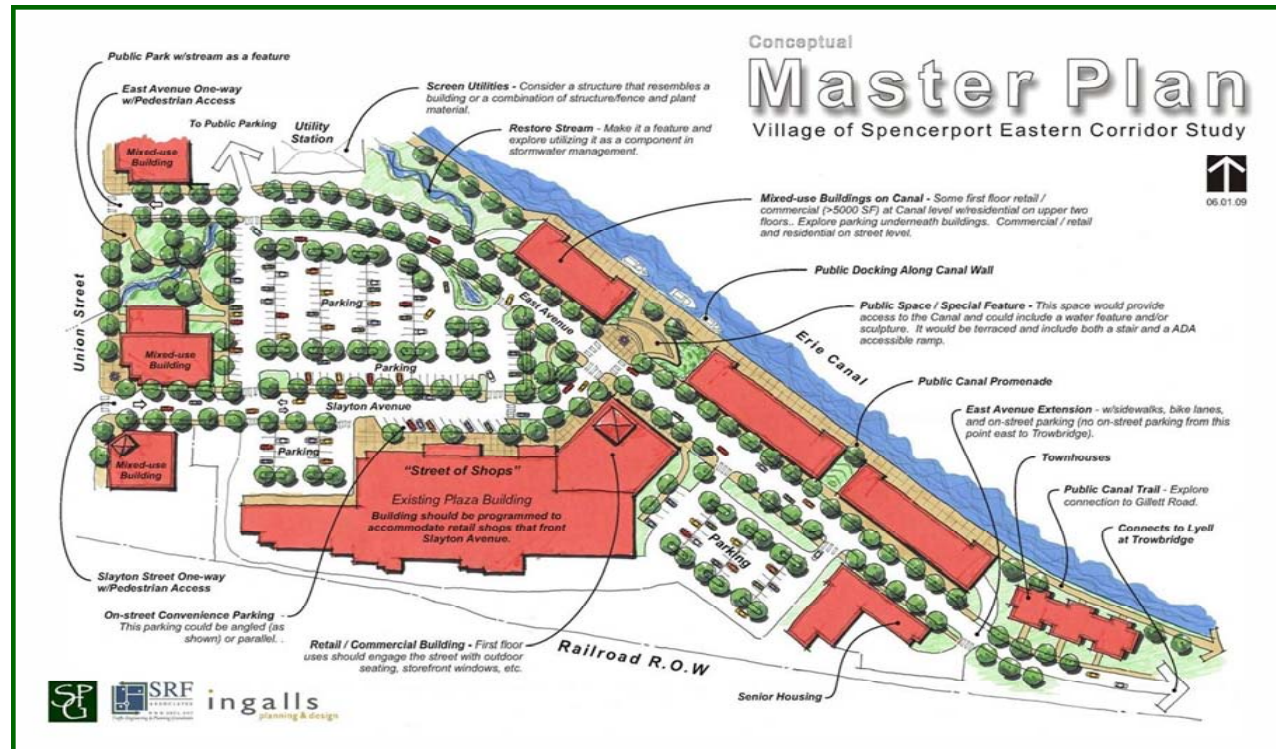 Conceptual
Master Plan
Village of Spencerport Eastern Corridor Study
06.01.09
Public Park w/stream as a feature
East Avenue One-way
w/Pedestrian Access
To Public Parking
Utility
Station
Screen Utilities - Consider a structure that resembles a
building or a combination of structure/fence and plant
material.
Restore Stream - Make it a feature and
explore utilizing it as a component in
stormwater management.
Mixed-use Buildings on Canal - Some first floor retail /
commercial (>5000 SF) at Canal level w/residential on upper two
floors.. Explore parking underneath buildings. Commercial / retail
and residential on street level.
Public Docking Along Canal Wall
Public Space / Special Feature - This space would provide
access to the Canal and could include a water feature and/or
sculpture. It would be terraced and include both a stair and a ADA
accessible ramp.
Public Canal Promenade
East Avenue Extension - w/sidewalks, bike lanes,
and on-street parking (no on-street parking from this
point east to Trowbridge).
Townhouses
Public Canal Trail - Explore
connection to Gillett Road.
Connects to Lyell
at Trowbridge
Mixed-use
Building
Union Street
Parking
East Avenue
Erie Canal
Mixed-use
Building
Parking
Slayton Avenue
Mixed-use
Building
Parking
"Street of Shops"
Existing Plaza Building
Building should be programmed to
accommodate retail shops that front
Slayton Avenue.
Parking
Slayton Street One-way
w/Pedestrian Access
On-street Convenience Parking -
This parking could be angled (as
shown) or parallel. .
Retail / Commercial Building - First floor
uses should engage the street with outdoor
seating, storefront windows, etc.
Railroad R.O.W
Senior Housing
SPG
SRF
ASSOCIATES
ingalls
planning & design